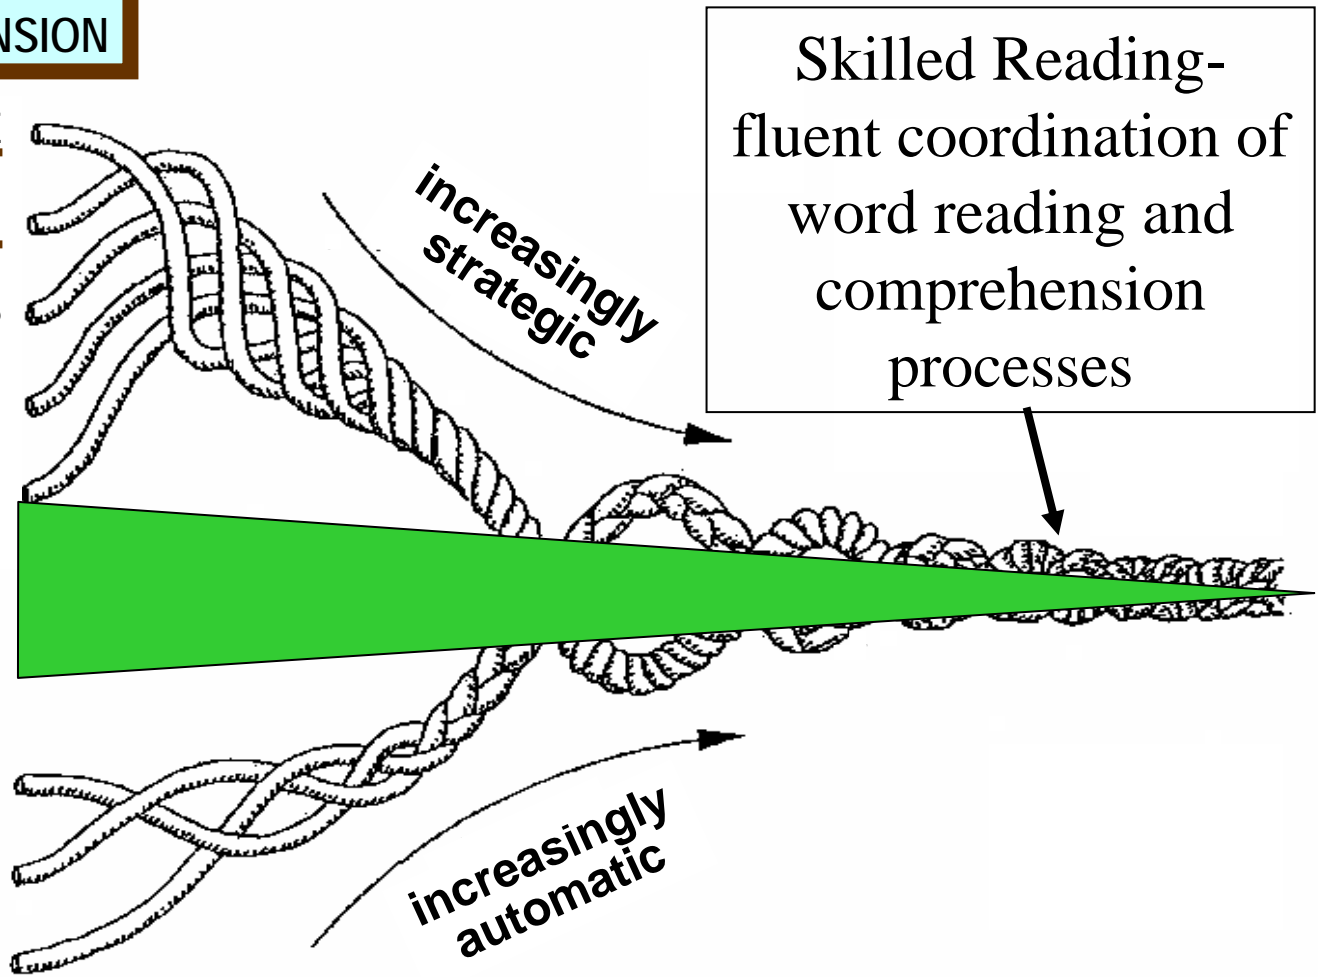 NSION
Skilled Reading-
fluent coordination of
word reading and
comprehension
processes
increasingly
strategic
increasingly
automatic